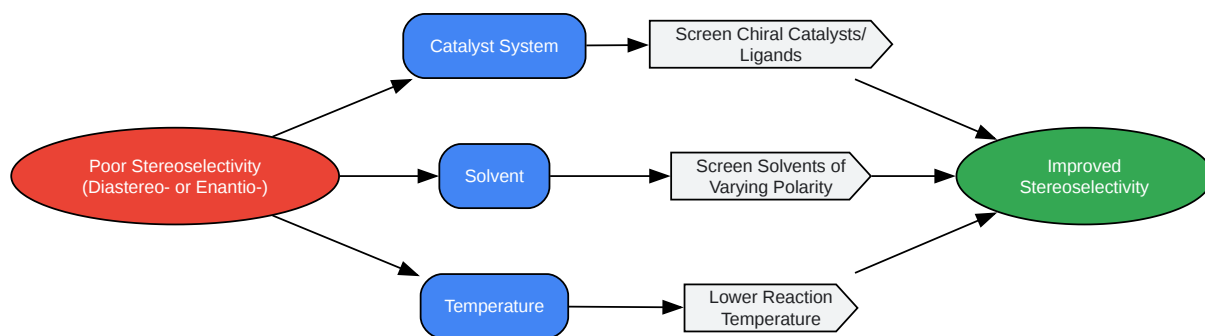 Poor Stereoselectivity
(Diastereo- or Enantio-)
Catalyst System
Screen Chiral Catalysts/
Ligands
Solvent
Screen Solvents of
Varying Polarity
Temperature
Lower Reaction
Temperature
Improved
Stereoselectivity